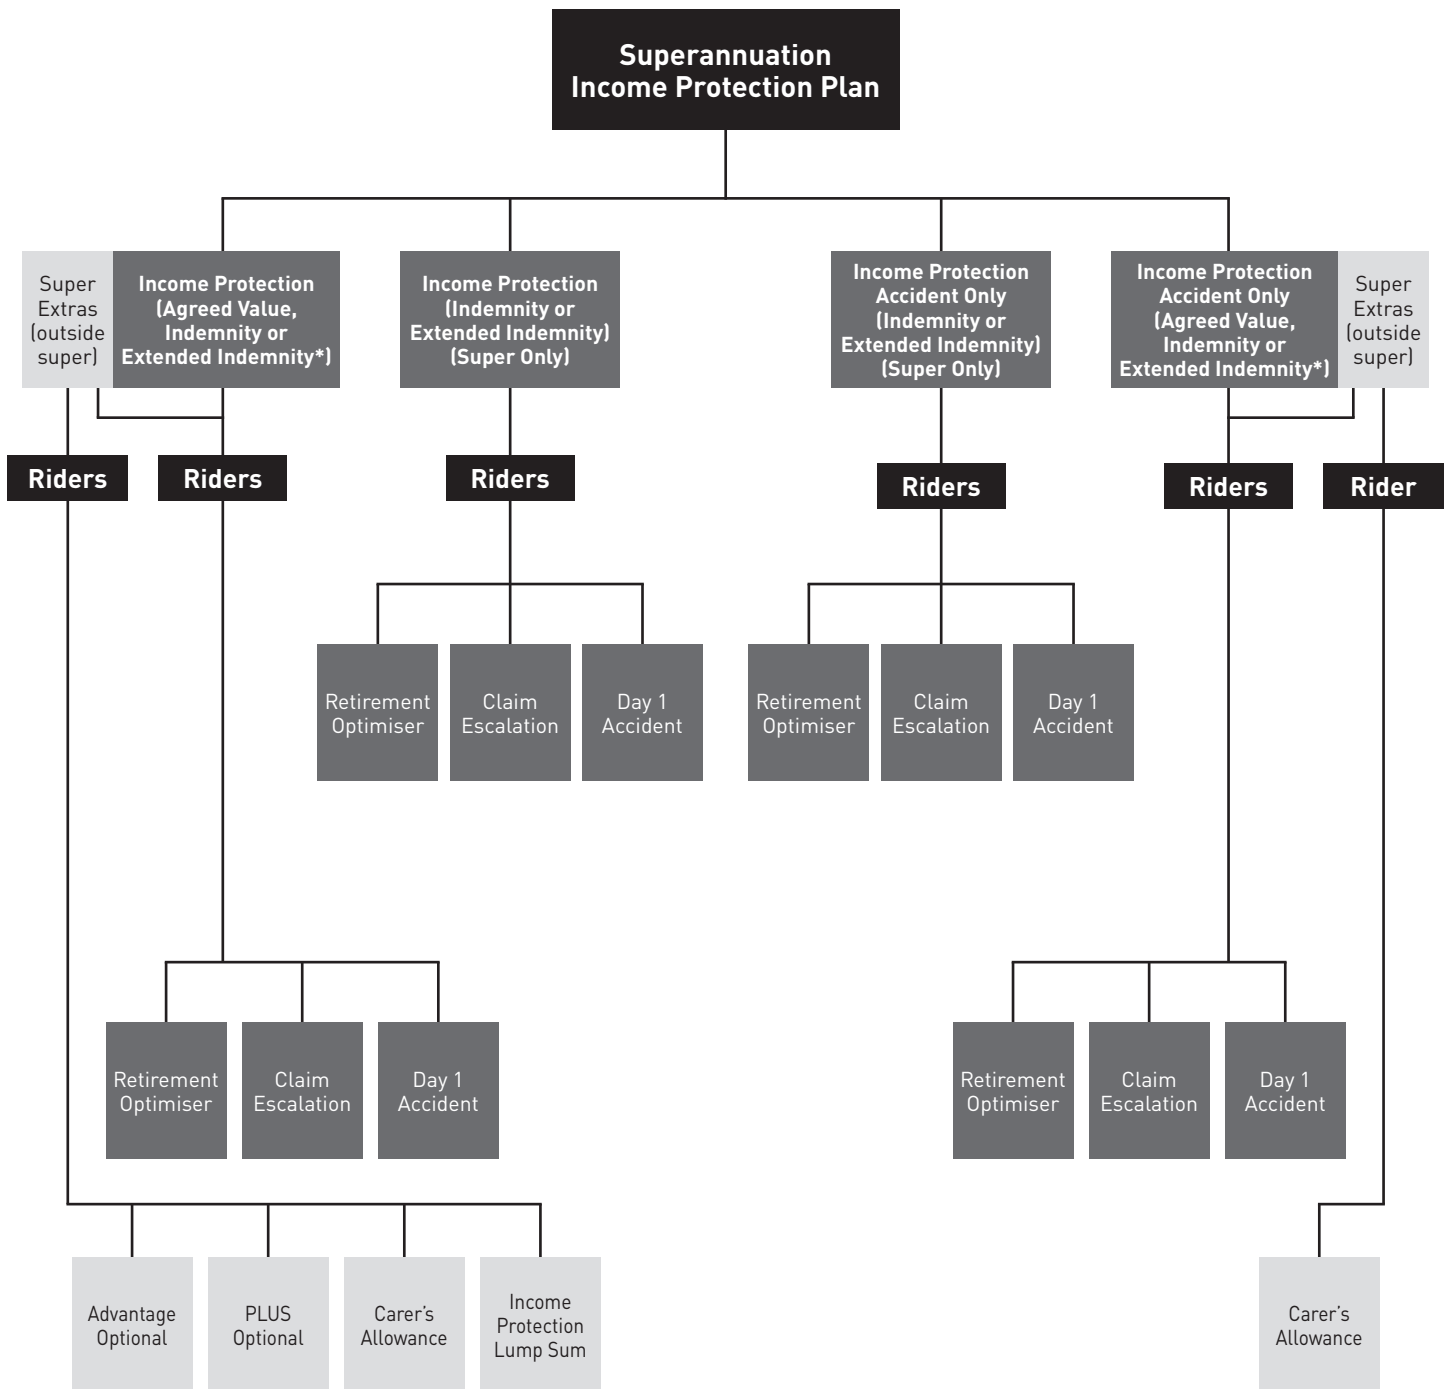 Superannuation
Income Protection Plan
Super
Extras
(outside
super)
Income Protection
(Agreed Value,
Indemnity or
Extended Indemnity*)
Income Protection
(Indemnity or
Extended Indemnity)
(Super Only)
Income Protection
Accident Only
(Indemnity or
Extended Indemnity)
(Super Only)
Income Protection
Accident Only
(Agreed Value,
Indemnity or
Extended Indemnity*)
Super
Extras
(outside
super)
Riders
Riders
Riders
Riders
Riders
Rider
Retirement
Optimiser
Claim
Escalation
Day 1
Accident
Retirement
Optimiser
Claim
Escalation
Day 1
Accident
Retirement
Optimiser
Claim
Escalation
Day 1
Accident
Retirement
Optimiser
Claim
Escalation
Day 1
Accident
Advantage
Optional
PLUS
Optional
Carer's
Allowance
Income
Protection
Lump Sum
Carer's
Allowance